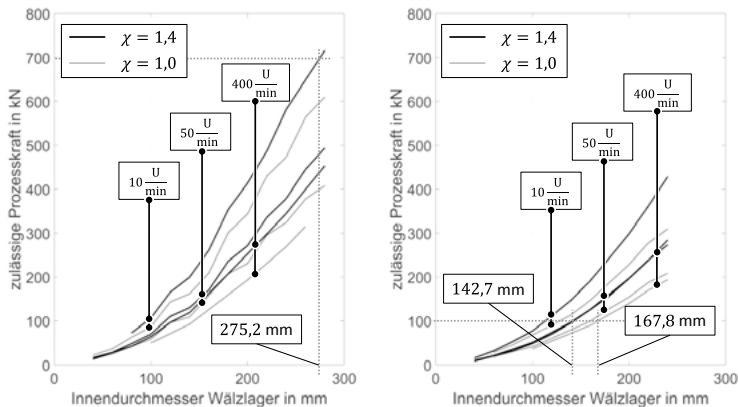 800
700
600
500
400
300
200
100
0
zulässige Prozesskraft in kN
χ = 1,4
χ = 1,0
10 U/min
50 U/min
400 U/min
275,2 mm
0
100
200
300
Innendurchmesser Wälzlager in mm
800
700
600
500
400
300
200
100
0
zulässige Prozesskraft in kN
χ = 1,4
χ = 1,0
10 U/min
50 U/min
400 U/min
142,7 mm
167,8 mm
0
100
200
300
Innendurchmesser Wälzlager in mm